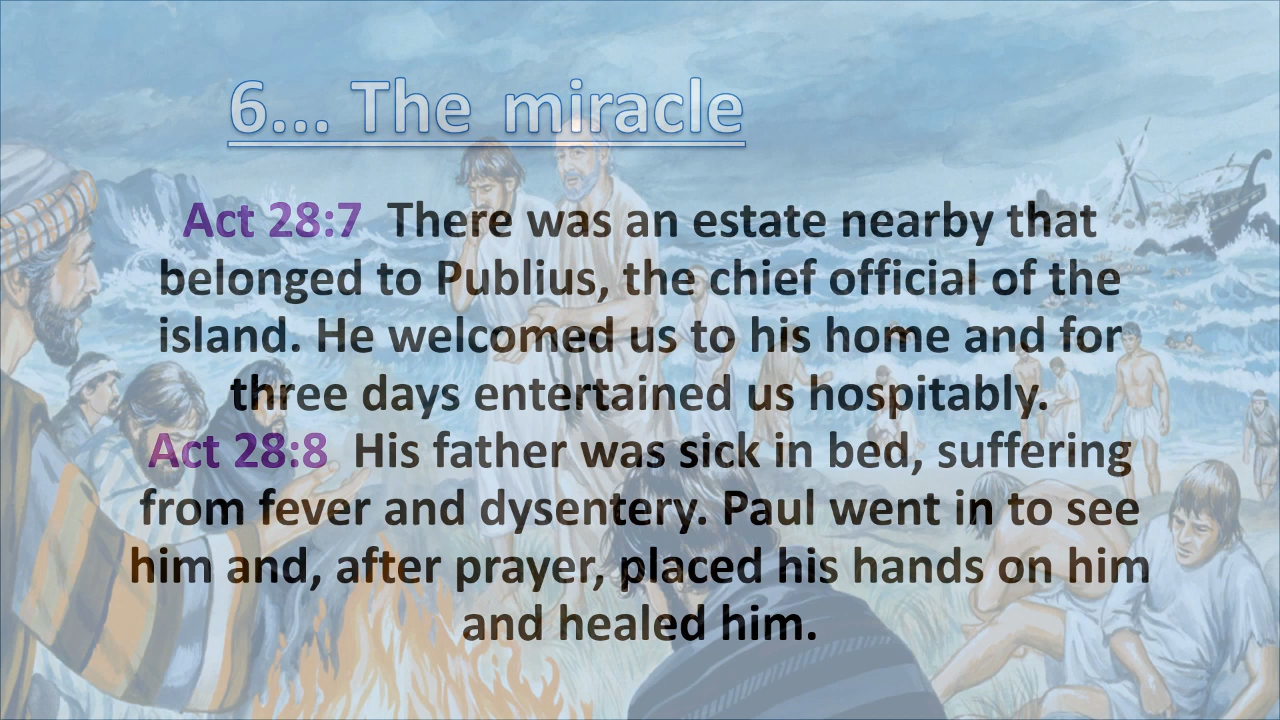 6... The miracle
Act 28:7 There was an estate nearby that
belonged to Publius, the chief official of the
island. He welcomed us to his home and for
three days entertained us hospitably.
Act 28:8 His father was sick in bed, suffering
from fever and dysentery. Paul went in to see
him and, after prayer, placed his hands on him
and healed him.